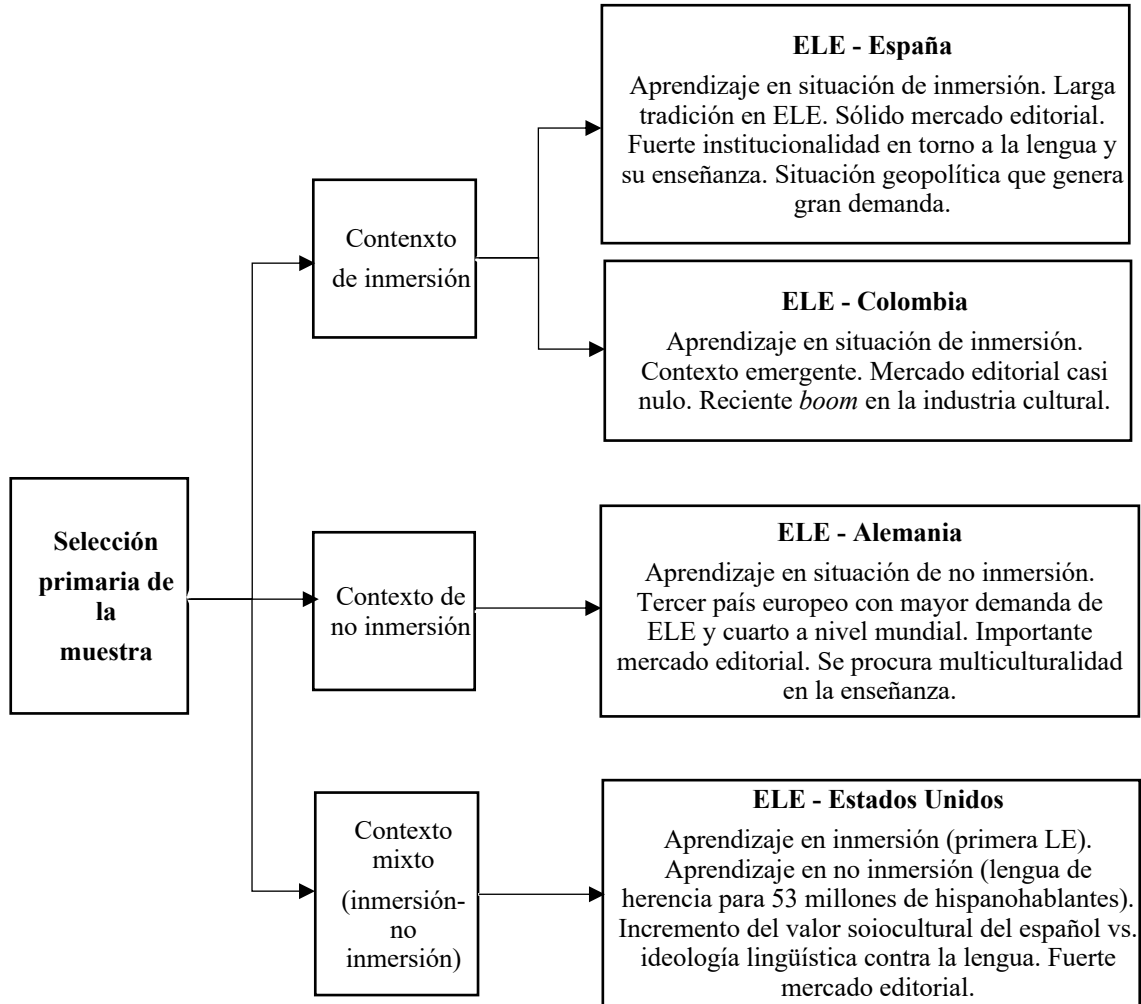 ELE - España
Aprendizaje en situación de inmersión. Larga
tradición en ELE. Sólido mercado editorial.
Fuerte institucionalidad en torno a la lengua y
su enseñanza. Situación geopolítica que genera
gran demanda.
Contenxto
de inmersión
ELE - Colombia
Aprendizaje en situación de inmersión.
Contexto emergente. Mercado editorial casi
nulo. Reciente boom en la industria cultural.
Selección
primaria de
la
muestra
Contexto de
no inmersión
ELE - Alemania
Aprendizaje en situación de no inmersión.
Tercer país europeo con mayor demanda de
ELE y cuarto a nivel mundial. Importante
mercado editorial. Se procura multiculturalidad
en la enseñanza.
Contexto
mixto
(inmersión-
no
inmersión)
ELE - Estados Unidos
Aprendizaje en inmersión (primera LE).
Aprendizaje en no inmersión (lengua de
herencia para 53 millones de hispanohablantes).
Incremento del valor soiocultural del español vs.
ideología lingüística contra la lengua. Fuerte
mercado editorial.